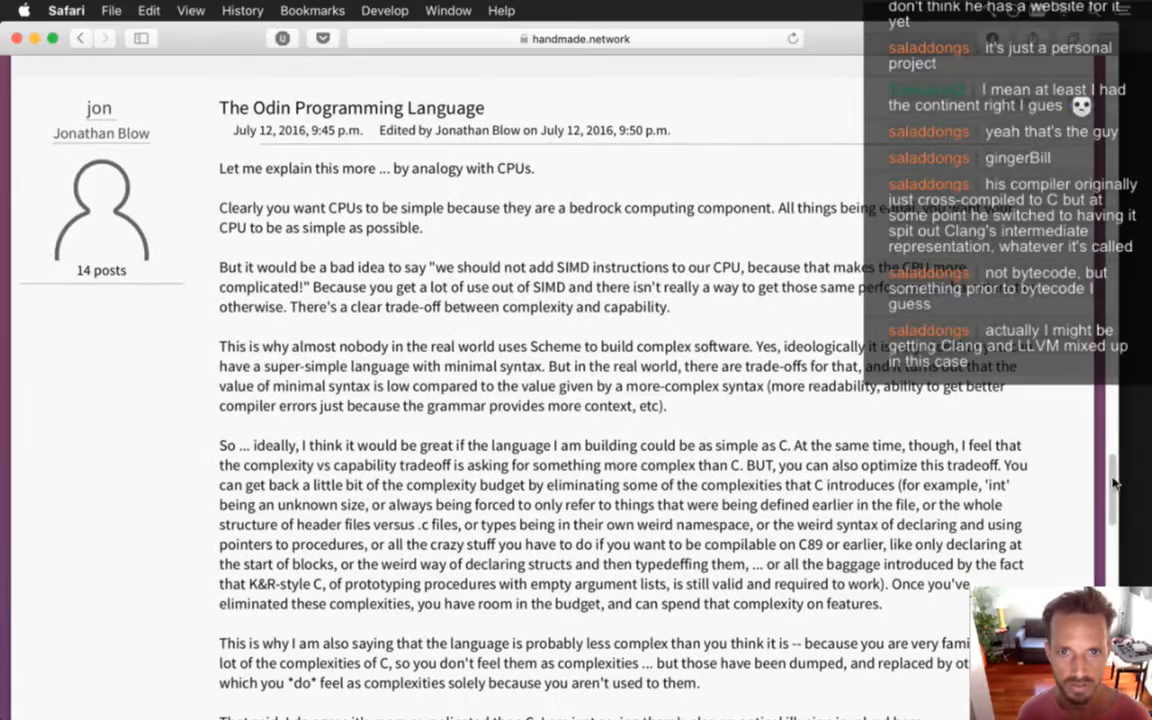 Safari File Edit View History Bookmarks Develop Window Help
handmade.network
jon
Jonathan Blow
14 posts
The Odin Programming Language
July 12, 2016, 9:45 p.m. Edited by Jonathan Blow on July 12, 2016, 9:50 p.m.
Let me explain this more ... by analogy with CPUs.
Clearly you want CPUs to be simple because they are a bedrock computing component. All things being equal, you want your
CPU to be as simple as possible.
But it would be a bad idea to say "we should not add SIMD instructions to our CPU, because that makes the CPU more
complicated!" Because you get a lot of use out of SIMD and there isn't really a way to get those same
otherwise. There's a clear trade-off between complexity and capability.
This is why almost nobody in the real world uses Scheme to build complex software. Yes, ideologically it
have a super-simple language with minimal syntax. But in the real world, there are trade-offs for that, and it turns out that the
value of minimal syntax is low compared to the value given by a more-complex syntax (more readability, ability to get better
compiler errors just because the grammar provides more context, etc).
So ... ideally, I think it would be great if the language I am building could be as simple as C. At the same time, though, I feel that
the complexity vs capability tradeoff is asking for something more complex than C. BUT, you can also optimize this tradeoff. You
can get back a little bit of the complexity budget by eliminating some of the complexities that C introduces (for example, 'int'
being an unknown size, or always being forced to only refer to things that were being defined earlier in the file, or the whole
structure of header files versus .c files, or types being in their own weird namespace, or the weird syntax of declaring and using
pointers to procedures, or all the crazy stuff you have to do if you want to be compilable on C89 or earlier, like only declaring at
the start of blocks, or the weird way of declaring structs and then typedeffing them, ... or all the baggage introduced by the fact
that K&R-style C, of prototyping procedures with empty argument lists, is still valid and required to work). Once you've
eliminated these complexities, you have room in the budget, and can spend that complexity on features.
This is why I am also saying that the language is probably less complex than you think it is -- because you are very fami
lot of the complexities of C, so you don't feel them as complexities ... but those have been dumped, and replaced by ot
which you *do* feel as complexities solely because you aren't used to them.
don't think he has a website for it
yet
saladdongs it's just a personal
project
I mean at least I had
the continent right I gues
saladdongs yeah that's the guy
saladdongs gingerBill
saladdongs his compiler originally
just cross-compiled to C but at
some point he switched to having it
spit out Clang's intermediate
representation, whatever it's called
saladdongs not bytecode, but
something prior to bytecode I
guess
saladdongs actually I might be
getting Clang and LLVM mixed up
in this case